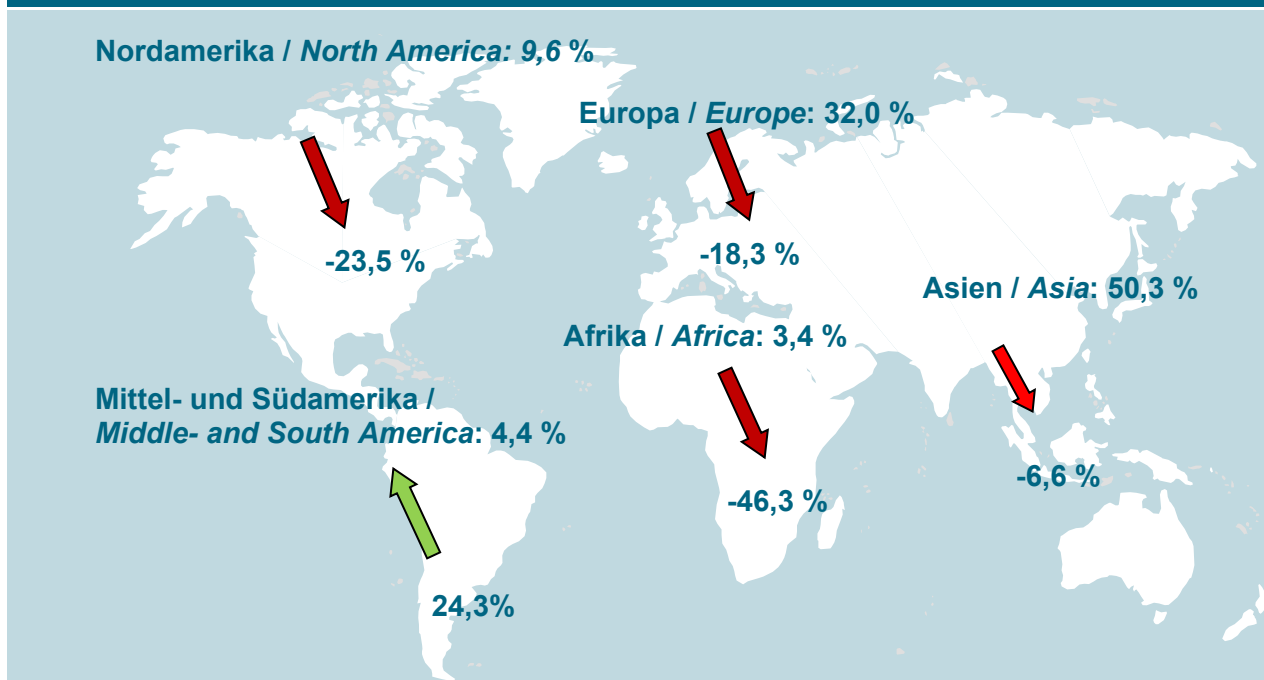 Nordamerika / North America: 9,6 %
Europa / Europe: 32,0 %
-23,5 %
-18,3 %
Asien / Asia: 50,3 %
Afrika / Africa: 3,4 %
Mittel- und Südamerika /
Middle- and South America: 4,4 %
-6,6 %
-46,3 %
24,3%